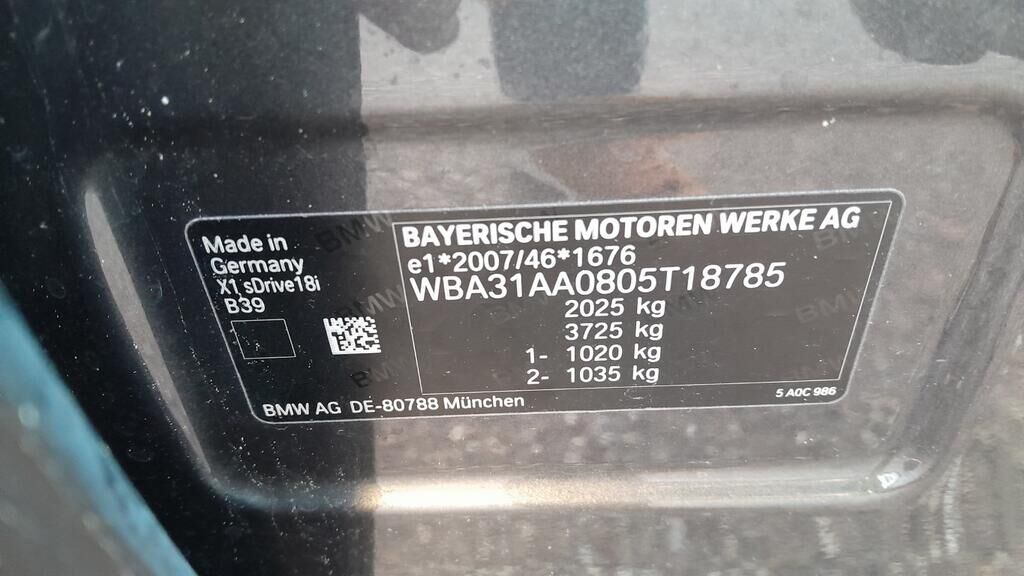 Made in
Germany
X1 sDrive18i
B39
BAYERISCHE MOTOREN WERKE AG
e1*2007/46*1676
WBA31AA0805T18785
2025 kg
3725 kg
1- 1020 kg
2- 1035 kg
BMW AG DE-80788 München
5 A0C 986